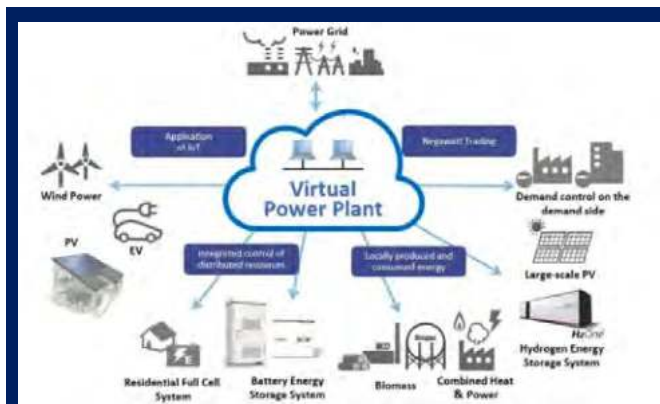 Power Grid
Application
of IoT
Negawatt Trading
Virtual
Power Plant
Wind Power
Demand control on the
demand side
EV
PV
Integrated control of
distributed resources
Locally produced and
consumed energy
Large-scale PV
Residential Full Cell
System
Battery Energy
Storage System
Biomass
Combined Heat
& Power
Hydrogen Energy
Storage System